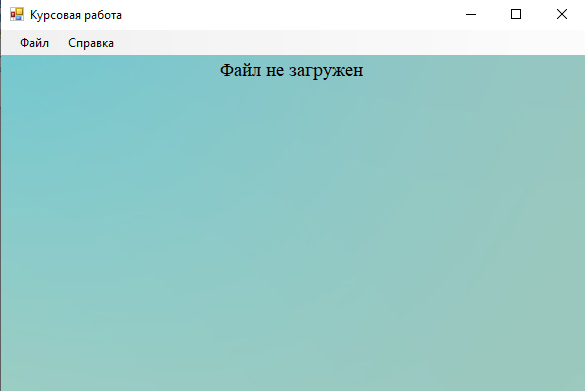 Курсовая работа
Файл Справка
Файл не загружен